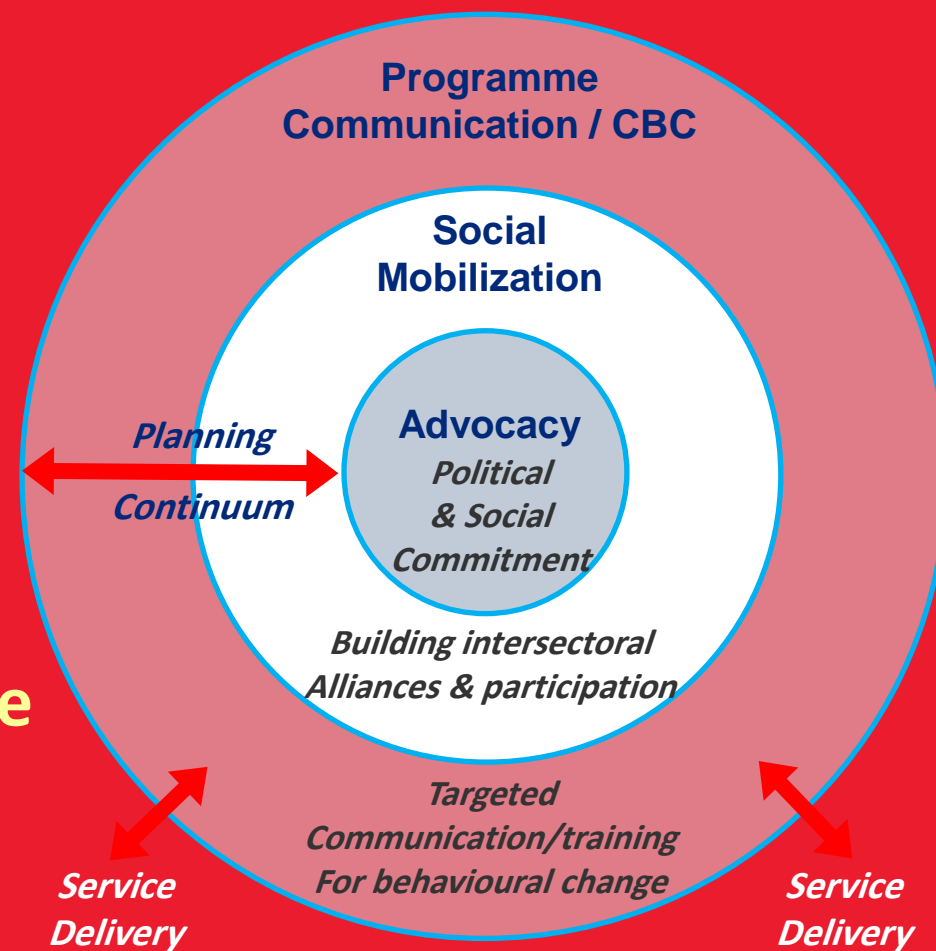 Programme
Communication / CBC
Social
Mobilization
Advocacy
Political
& Social
Commitment
Planning
Continuum
Building intersectoral
Alliances & participation
e
Targeted
Communication/training
For behavioural change
Service
Delivery
Service
Delivery